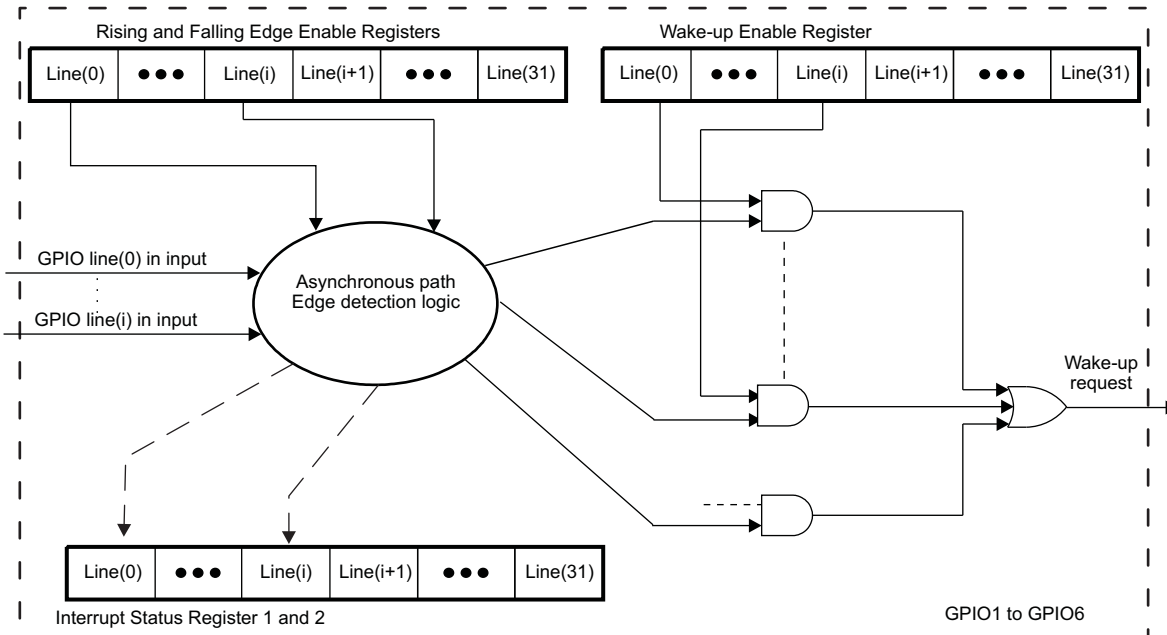 Rising and Falling Edge Enable Registers
Line(0) ●●● Line(i) Line(i+1) ●●● Line(31)
Wake-up Enable Register
Line(0) ●●● Line(i) Line(i+1) ●●● Line(31)
GPIO line(0) in input
GPIO line(i) in input
Asynchronous path
Edge detection logic
Wake-up
request
Line(0) ●●● Line(i) Line(i+1) ●●● Line(31)
Interrupt Status Register 1 and 2
GPIO1 to GPIO6